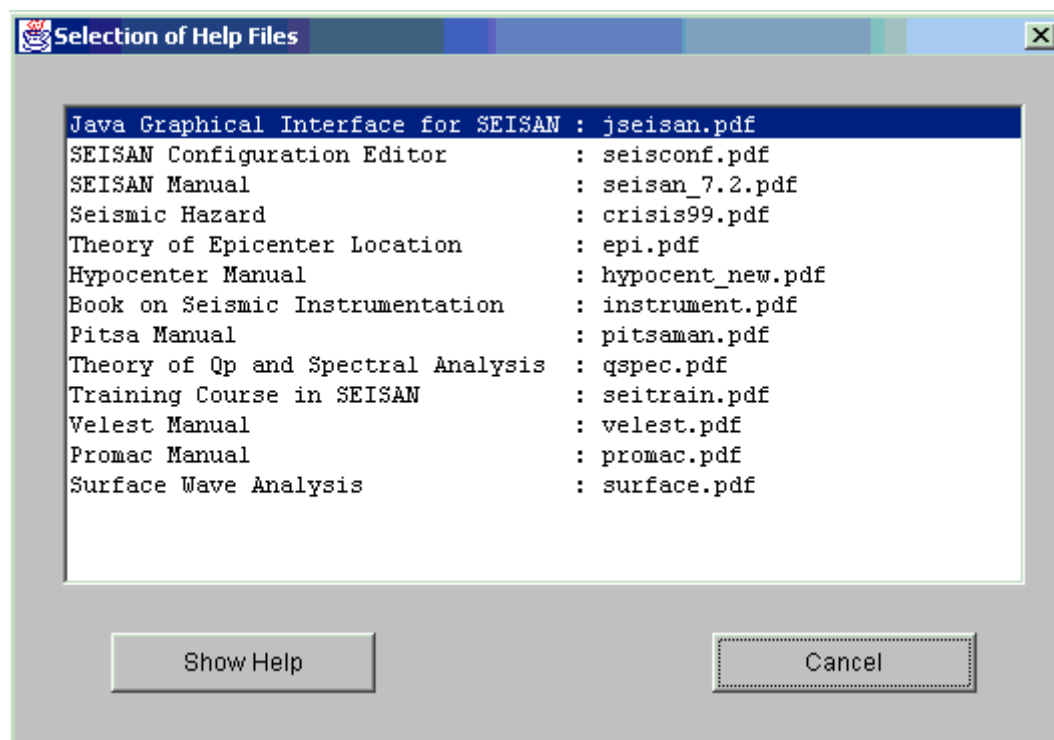 Selection of Help Files
Java Graphical Interface for SEISAN : jseisan.pdf
SEISAN Configuration Editor : seisconf.pdf
SEISAN Manual : seisan_7.2.pdf
Seismic Hazard : crisis99.pdf
Theory of Epicenter Location : epi.pdf
Hypocenter Manual : hypocent_new.pdf
Book on Seismic Instrumentation : instrument.pdf
Pitsa Manual : pitsaman.pdf
Theory of Qp and Spectral Analysis : qspec.pdf
Training Course in SEISAN : seitrain.pdf
Velest Manual : velest.pdf
Promac Manual : promac.pdf
Surface Wave Analysis : surface.pdf
Show Help Cancel